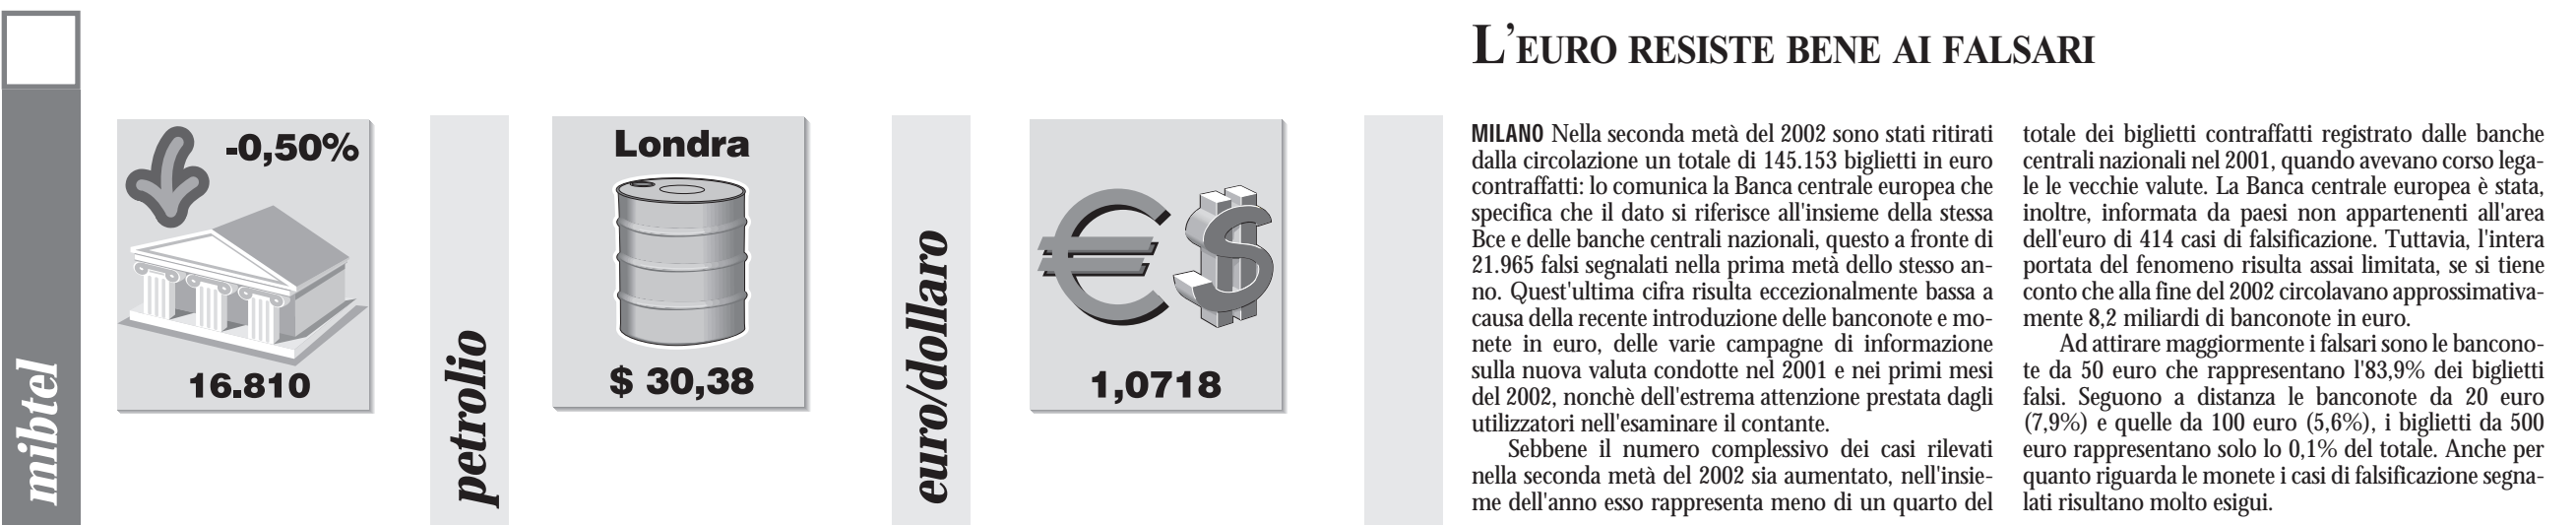 mibtel
-0,50%
16.810
petrolio
Londra
$ 30,38
euro/dollaro
1,0718
L'EURO RESISTE BENE AI FALSARI
MILANO Nella seconda metà del 2002 sono stati ritirati
dalla circolazione un totale di 145.153 biglietti in euro
contraffatti: lo comunica la Banca centrale europea che
specifica che il dato si riferisce all'insieme della stessa
Bce e delle banche centrali nazionali, questo a fronte di
21.965 falsi segnalati nella prima metà dello stesso an-
no. Quest'ultima cifra risulta eccezionalmente bassa a
causa della recente introduzione delle banconote e mo-
nete in euro, delle varie campagne di informazione
sulla nuova valuta condotte nel 2001 e nei primi mesi
del 2002, nonchè dell'estrema attenzione prestata dagli
utilizzatori nell'esaminare il contante.
Sebbene il numero complessivo dei casi rilevati
nella seconda metà del 2002 sia aumentato, nell'insie-
me dell'anno esso rappresenta meno di un quarto del
totale dei biglietti contraffatti registrato dalle banche
centrali nazionali nel 2001, quando avevano corso lega-
le le vecchie valute. La Banca centrale europea è stata,
inoltre, informata da paesi non appartenenti all'area
dell'euro di 414 casi di falsificazione. Tuttavia, l'intera
portata del fenomeno risulta assai limitata, se si tiene
conto che alla fine del 2002 circolavano approssimativa-
mente 8,2 miliardi di banconote in euro.
Ad attirare maggiormente i falsari sono le bancono-
te da 50 euro che rappresentano l'83,9% dei biglietti
falsi. Seguono a distanza le banconote da 20 euro
(7,9%) e quelle da 100 euro (5,6%), i biglietti da 500
euro rappresentano solo lo 0,1% del totale. Anche per
quanto riguarda le monete i casi di falsificazione segna-
lati risultano molto esigui.